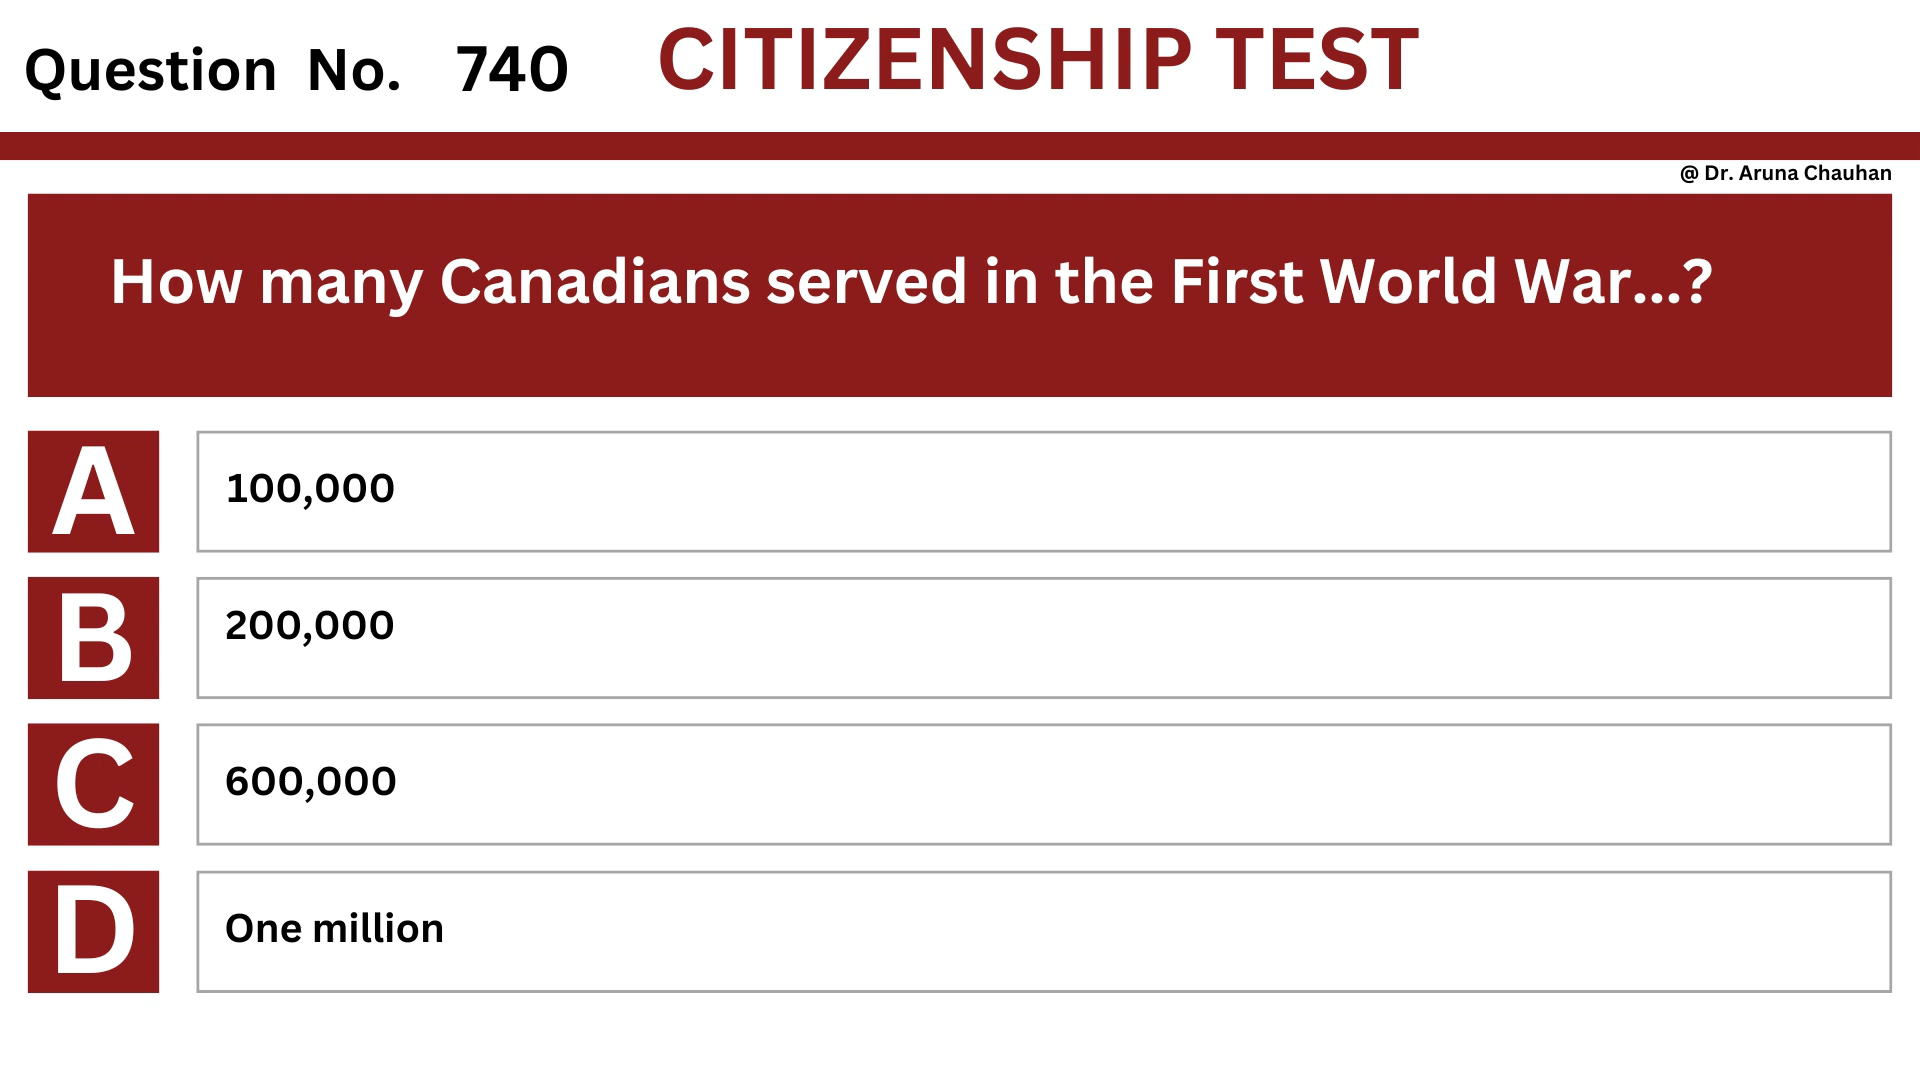 Question No. 740 CITIZENSHIP TEST
@ Dr. Aruna Chauhan
How many Canadians served in the First World War...?
A 100,000
B 200,000
C 600,000
D One million